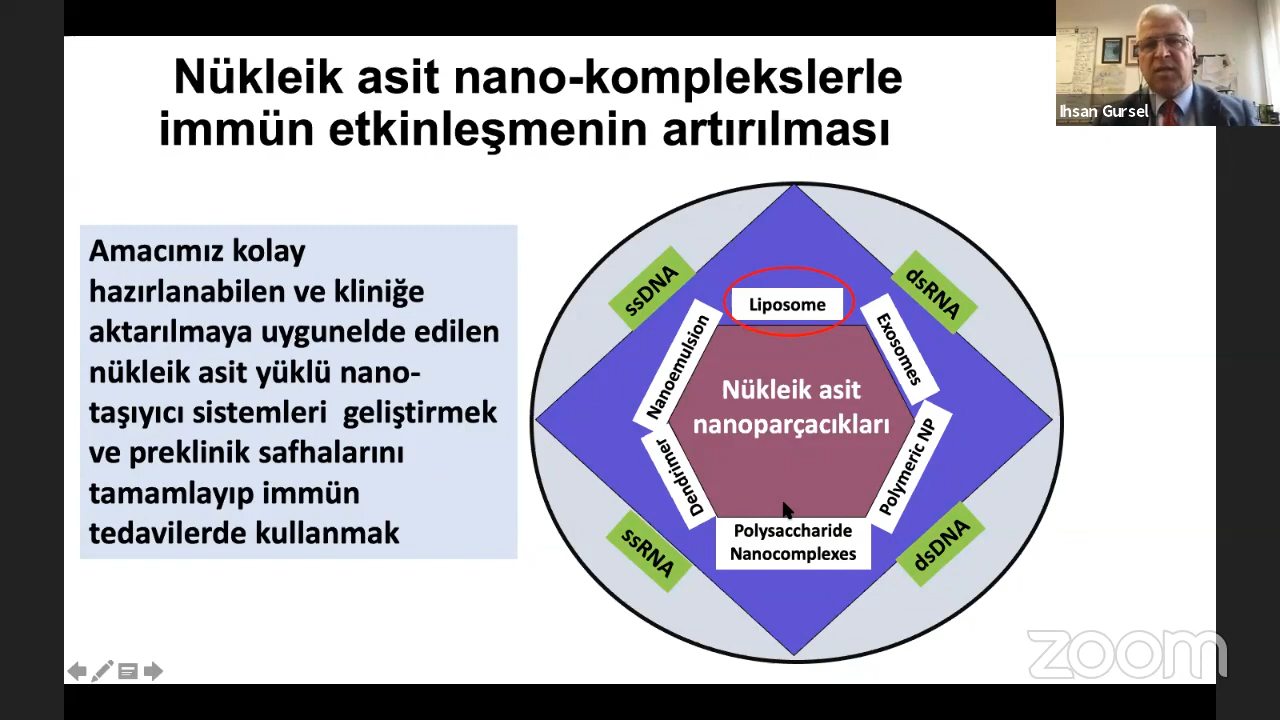 Nükleik asit nano-komplekslerle
immün etkinleşmenin artırılması
Ihsan Gursel
Amacımız kolay
hazırlanabilen ve kliniğe
aktarılmaya uygunelde edilen
nükleik asit yüklü nano-
taşıyıcı sistemleri geliştirmek
ve preklinik safhalarını
tamamlayıp immün
tedavilerde kullanmak
ssDNA
dsRNA
Liposome
Nanoemulsion
Exosomes
Nükleik asit
nanoparçacıkları
Dendrimer
Polymeric NP
Polysaccharide
Nanocomplexes
ssRNA
dsDNA
zoom